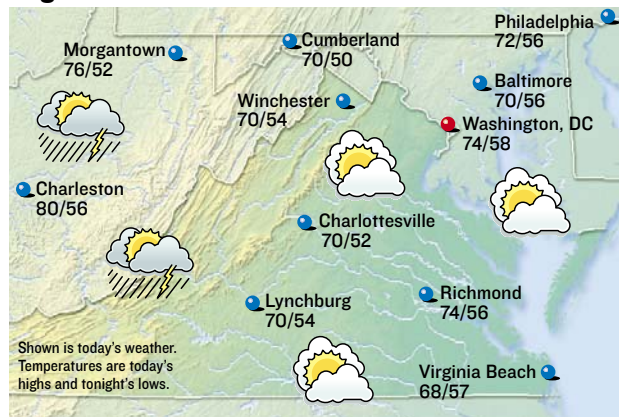 Philadelphia
72/56
Morgantown
76/52
Cumberland
70/50
Baltimore
70/56
Winchester
70/54
Washington, DC
74/58
Charleston
80/56
Charlottesville
70/52
Lynchburg
70/54
Richmond
74/56
Shown is today's weather.
Temperatures are today's
highs and tonight's lows.
Virginia Beach
68/57